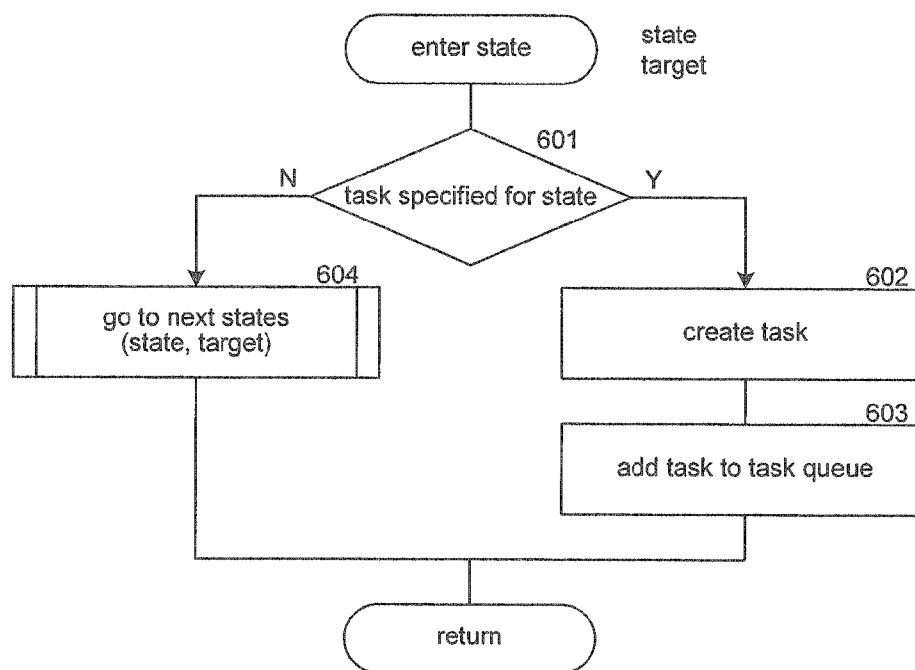 enter state
state
target
601
N
task specified for state
Y
604
go to next states
(state, target)
602
create task
603
add task to task queue
return